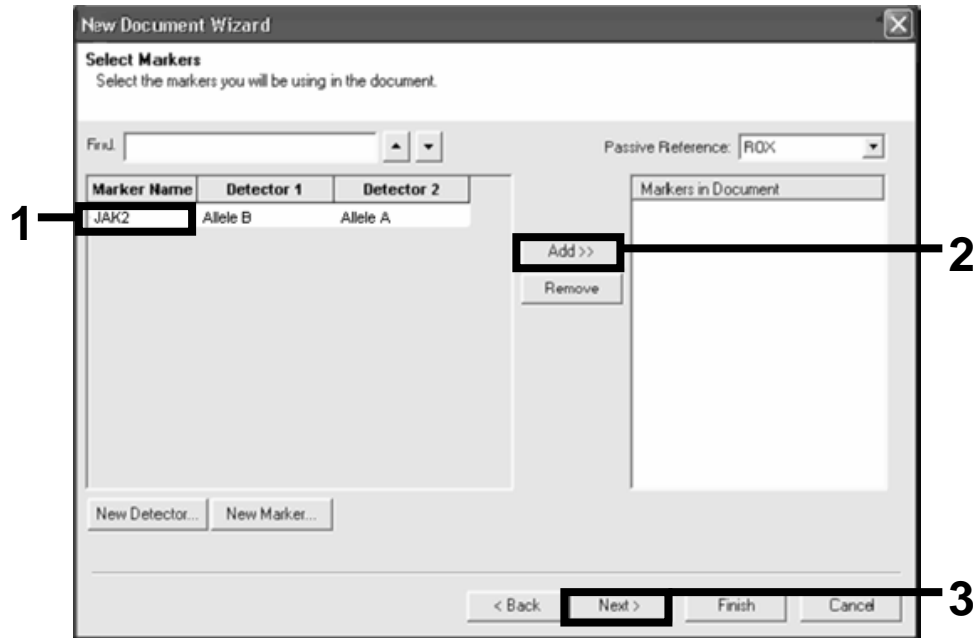 New Document Wizard
Select Markers
Select the markers you will be using in the document.
Find: Passive Reference: ROX
Marker Name Detector 1 Detector 2 Markers in Document
1 JAK2 Allele B Allele A
Add >> 2
Remove
New Detector... New Marker...
< Back Next > Finish Cancel 3